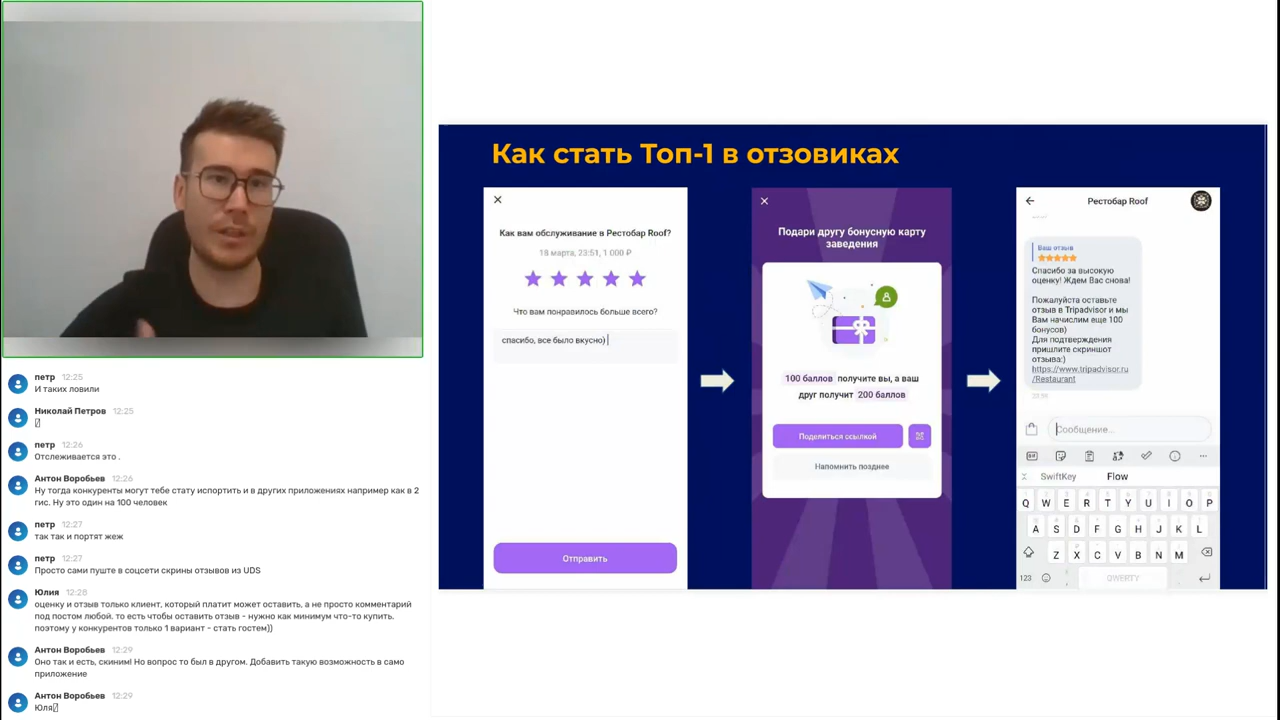 петр 12:25
И таких ловили
Николай Петров 12:25
петр 12:26
Отслеживается это .
Антон Воробьев 12:26
Ну тогда конкуренты могут тебе стату испортить и в других приложениях например как в 2
гис. Ну это один на 100 человек
петр 12:27
так так и портят жеж
петр 12:27
Просто сами пуште в соцсети скрины отзывов из UDS
Юлия 12:28
оценку и отзыв только клиент, который платит может оставить, а не просто комментарий
под постом любой. то есть чтобы оставить отзыв - нужно как минимум что-то купить.
поэтому у конкурентов только 1 вариант - стать гостем))
Антон Воробьев 12:29
Оно так и есть, скиним! Но вопрос то был в другом. Добавить такую возможность в само
приложение
Антон Воробьев 12:29
Юля
Как стать Топ-1 в отзовиках
Как вам обслуживание в Рестобар Roof?
18 марта, 23:51, 1 000 ₽
Что вам понравилось больше всего?
спасибо, все было вкусно)
Отправить
Подари другу бонусную карту
заведения
100 баллов получите вы, а ваш
друг получит 200 баллов
Поделиться ссылкой
Напомнить позднее
Рестобар Roof
Ваш отзыв
Спасибо за высокую
оценку! Ждем Вас снова!
Пожалуйста оставьте
отзыв в Tripadvisor и мы
Вам начислим еще 100
бонусов)
Для подтверждения
пришлите скриншот
отзыва:)
https://www.tripadvisor.ru
/Restaurant
Сообщение...
SwiftKey Flow
Q W E R T Y U I O P
A S D F G H J K L
Z X C V B N M
123 QWERTY